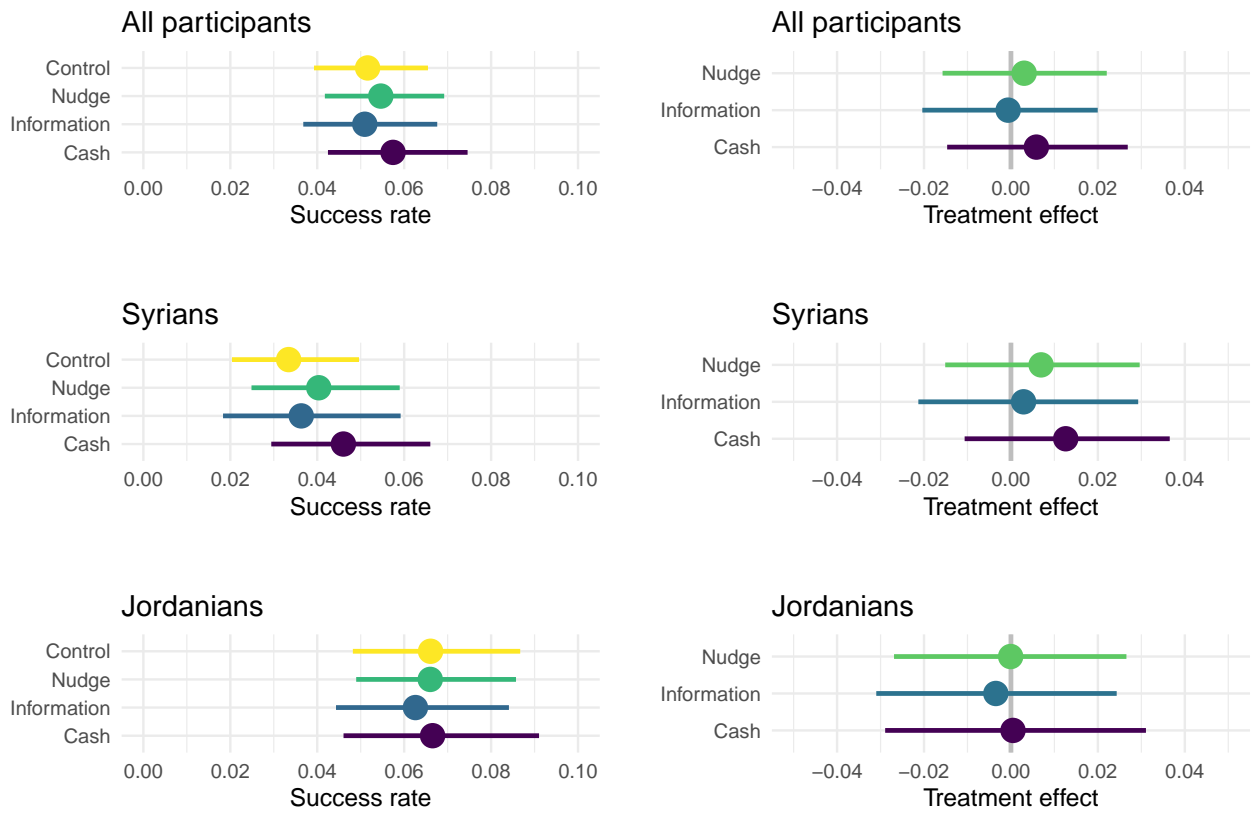 All participants
Control
Nudge
Information
Cash
0.00 0.02 0.04 0.06 0.08 0.10
Success rate
All participants
Nudge
Information
Cash
−0.04 −0.02 0.00 0.02 0.04
Treatment effect
Syrians
Control
Nudge
Information
Cash
0.00 0.02 0.04 0.06 0.08 0.10
Success rate
Syrians
Nudge
Information
Cash
−0.04 −0.02 0.00 0.02 0.04
Treatment effect
Jordanians
Control
Nudge
Information
Cash
0.00 0.02 0.04 0.06 0.08 0.10
Success rate
Jordanians
Nudge
Information
Cash
−0.04 −0.02 0.00 0.02 0.04
Treatment effect